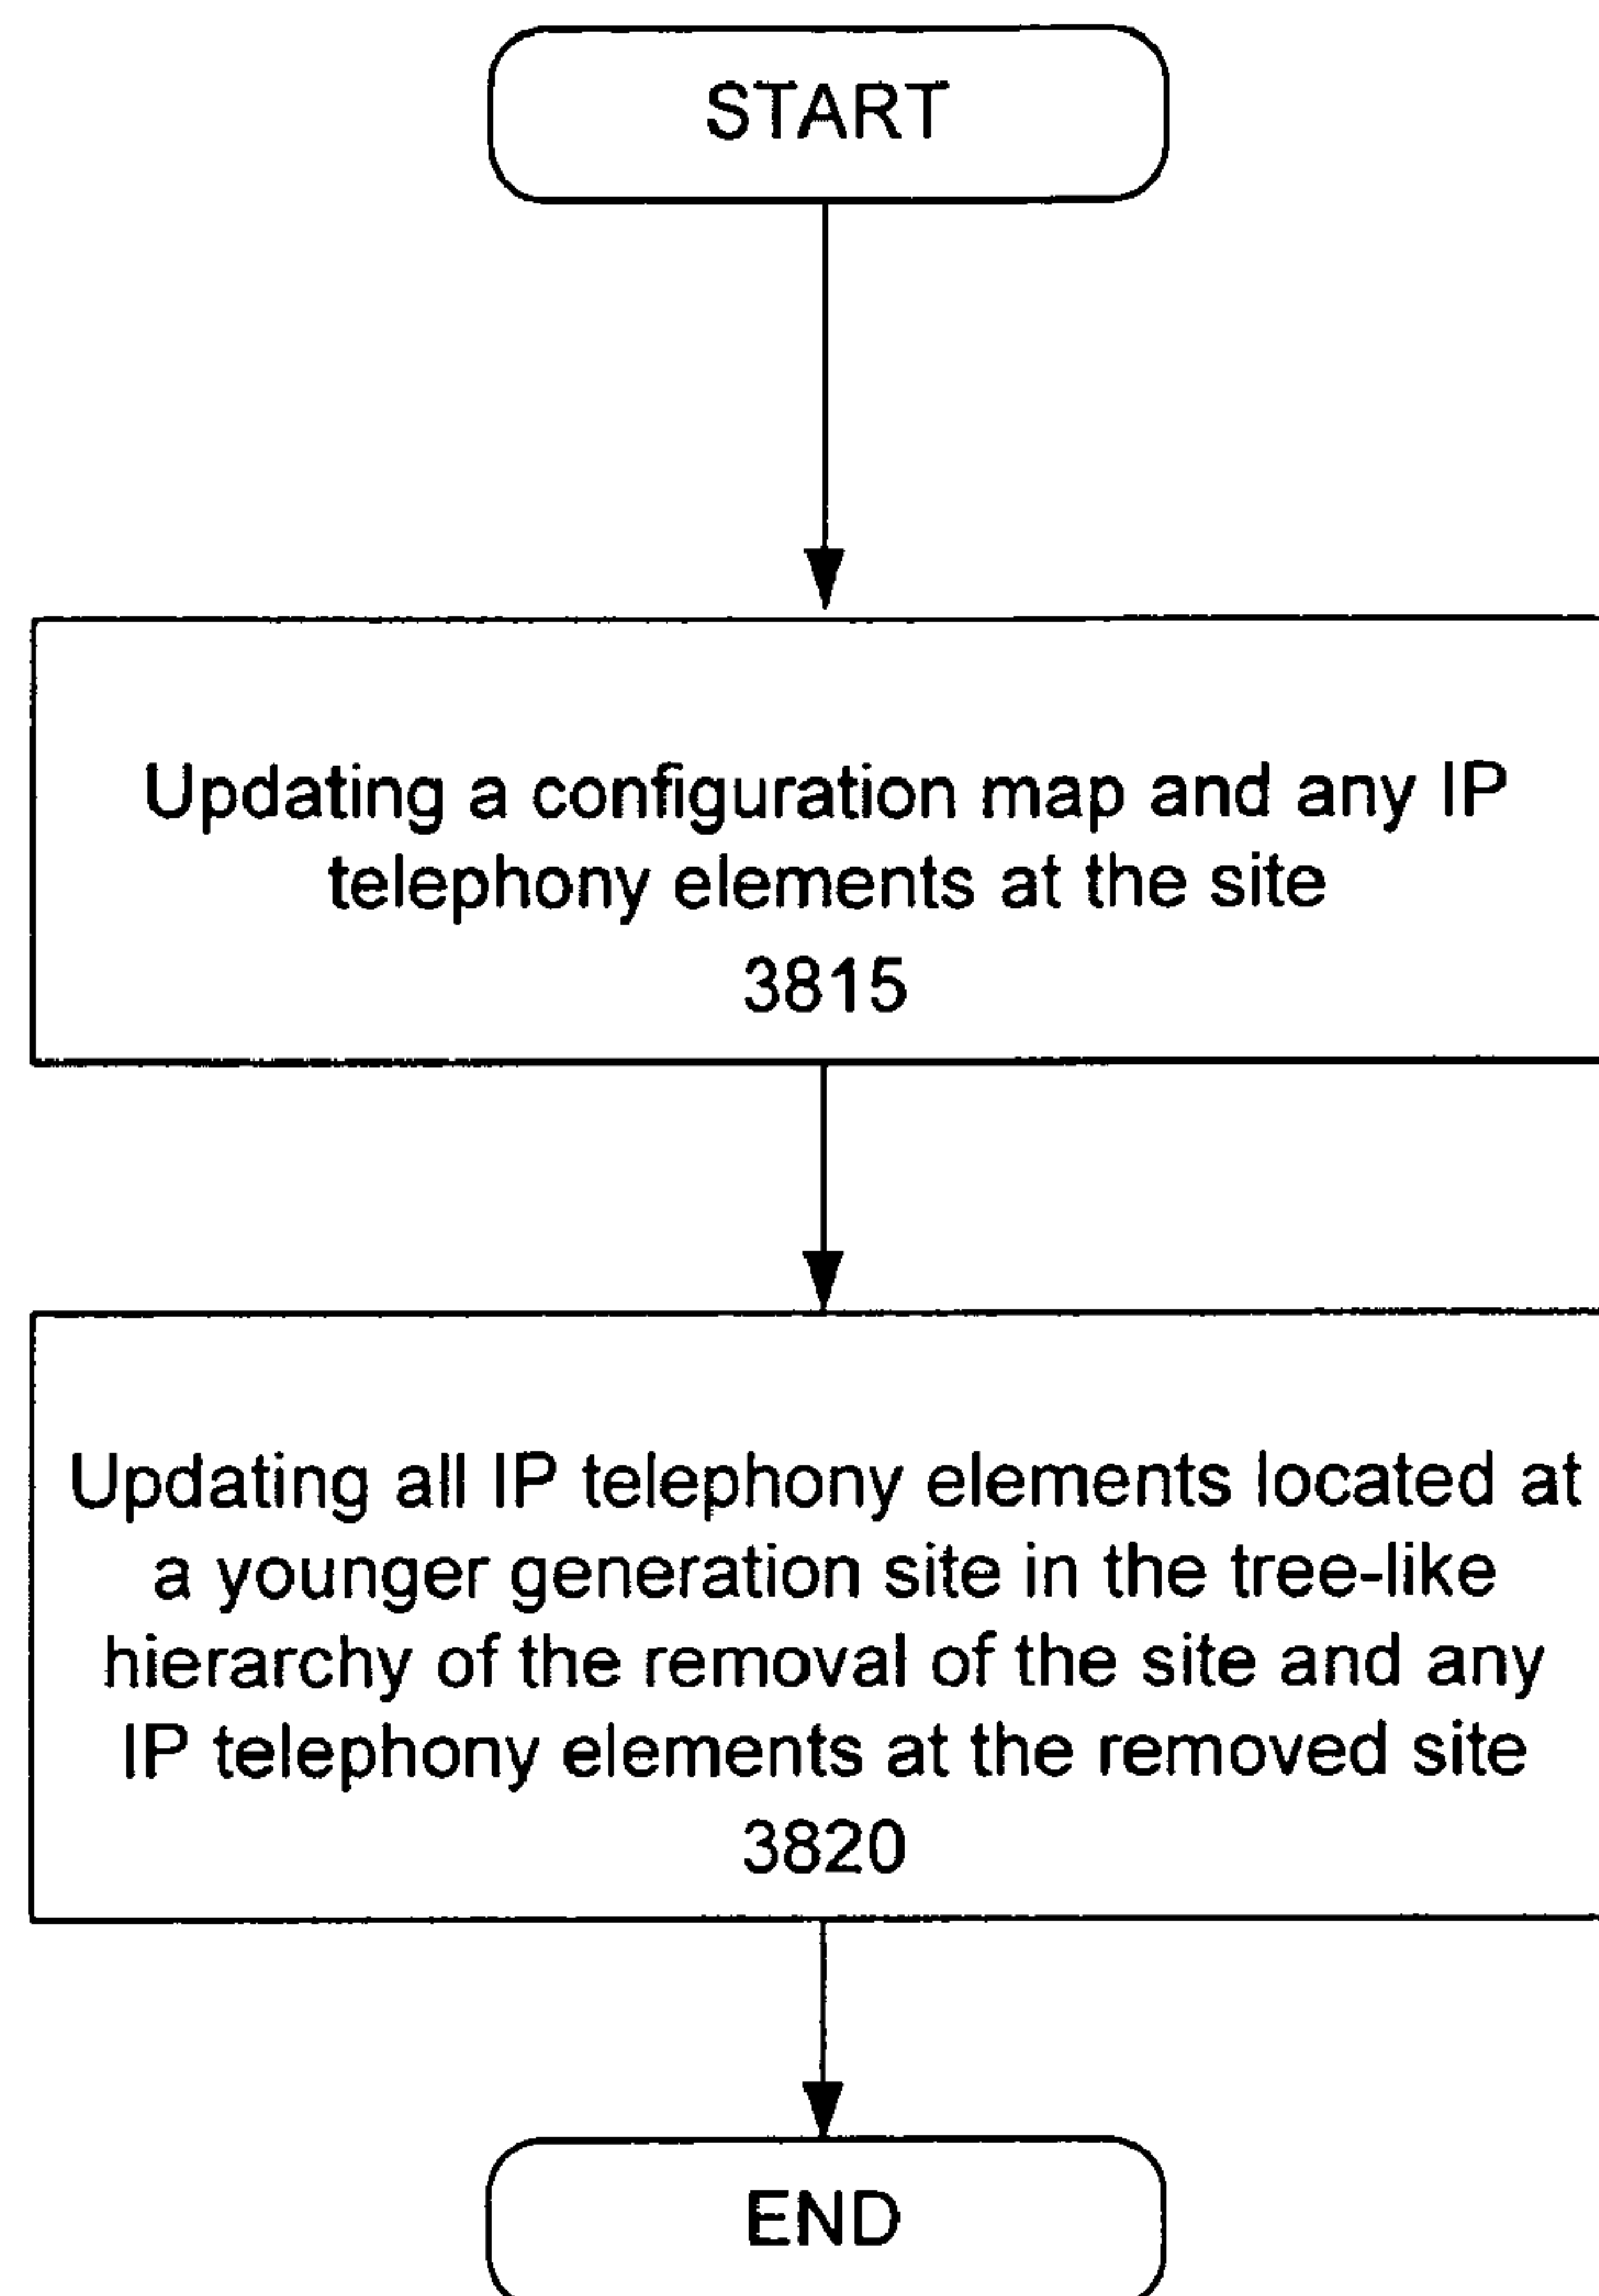 START
Updating a configuration map and any IP
telephony elements at the site
3815
Updating all IP telephony elements located at
a younger generation site in the tree-like
hierarchy of the removal of the site and any
IP telephony elements at the removed site
3820
END